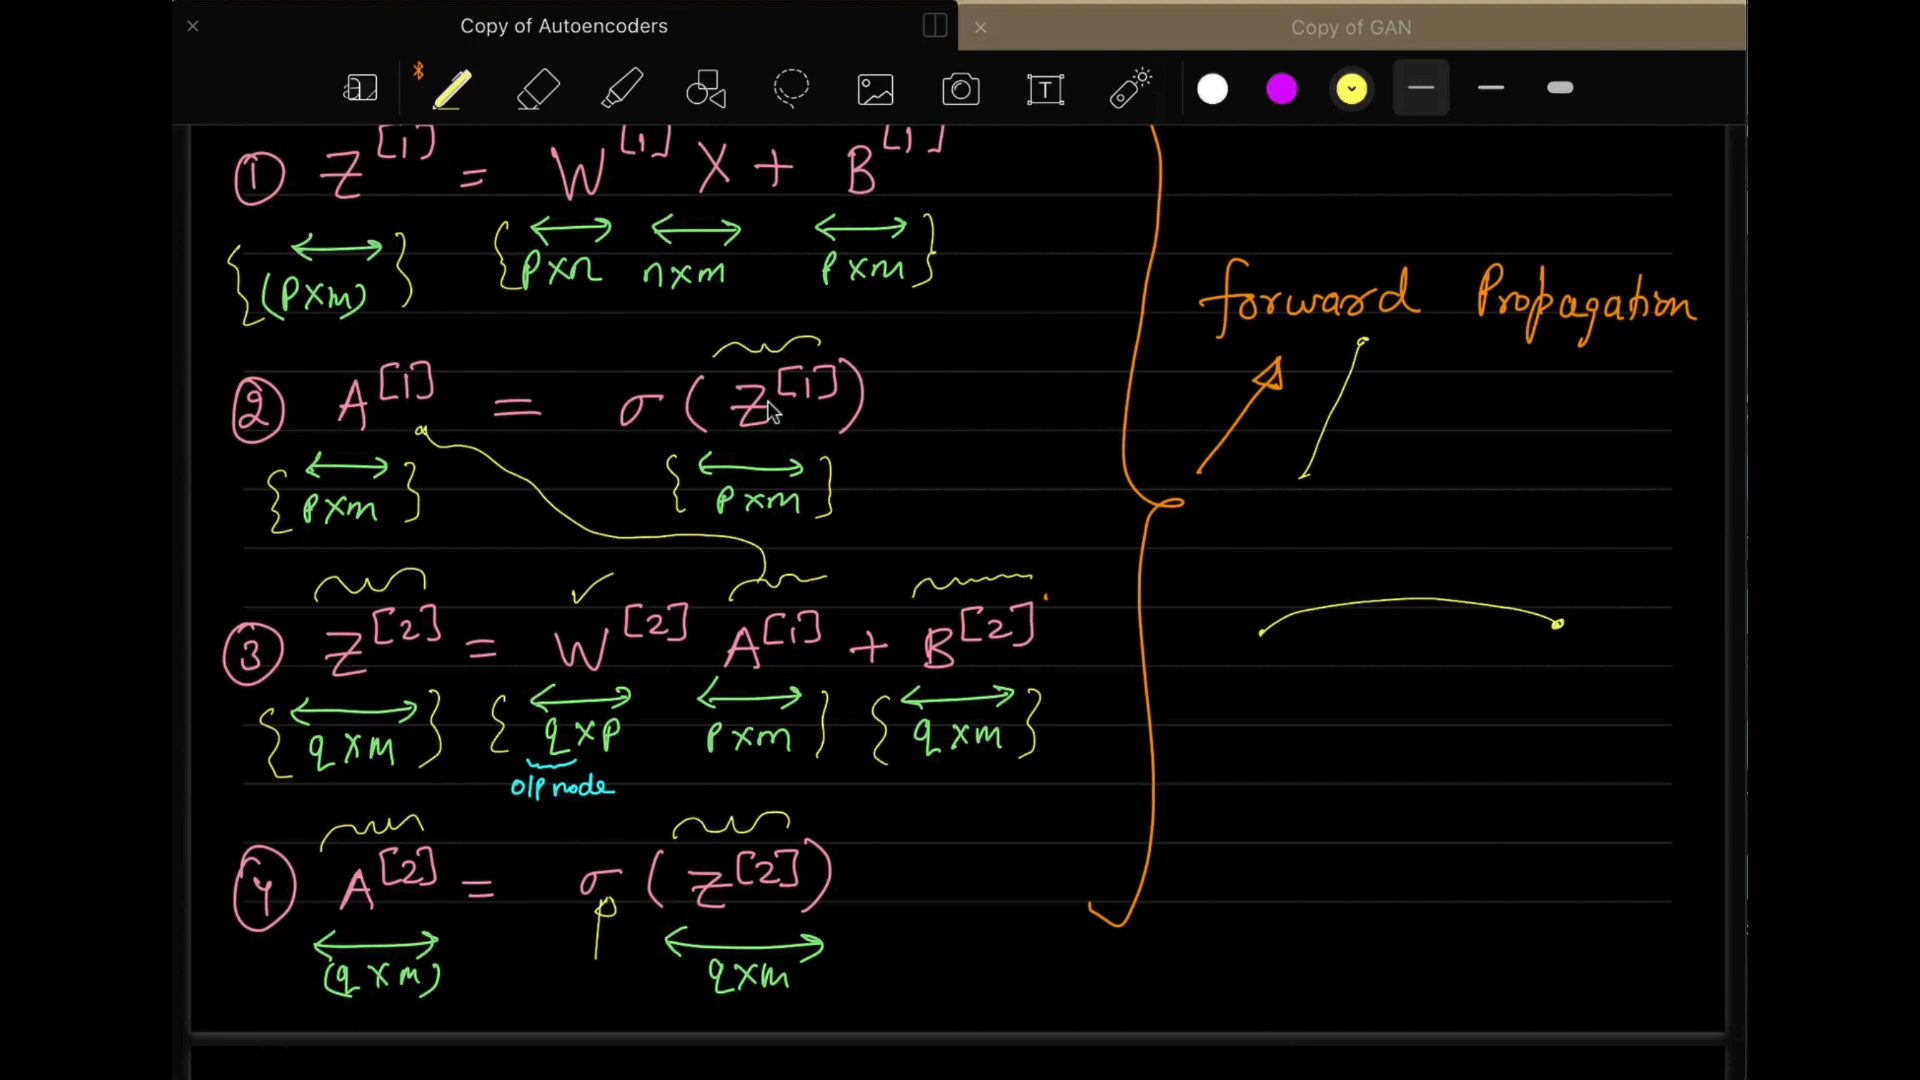 Copy of Autoencoders
Copy of GAN
T
① Z^[1] = W^[1] X + B^[1]
{(p×m)} {p×n n×m p×m}
forward Propagation
② A^[1] = σ(Z^[1])
{p×m} {p×m}
③ Z^[2] = W^[2] A^[1] + B^[2]
{q×m} {q×p p×m} {q×m}
o/p node
④ A^[2] = σ(Z^[2])
p
(q×m) q×m